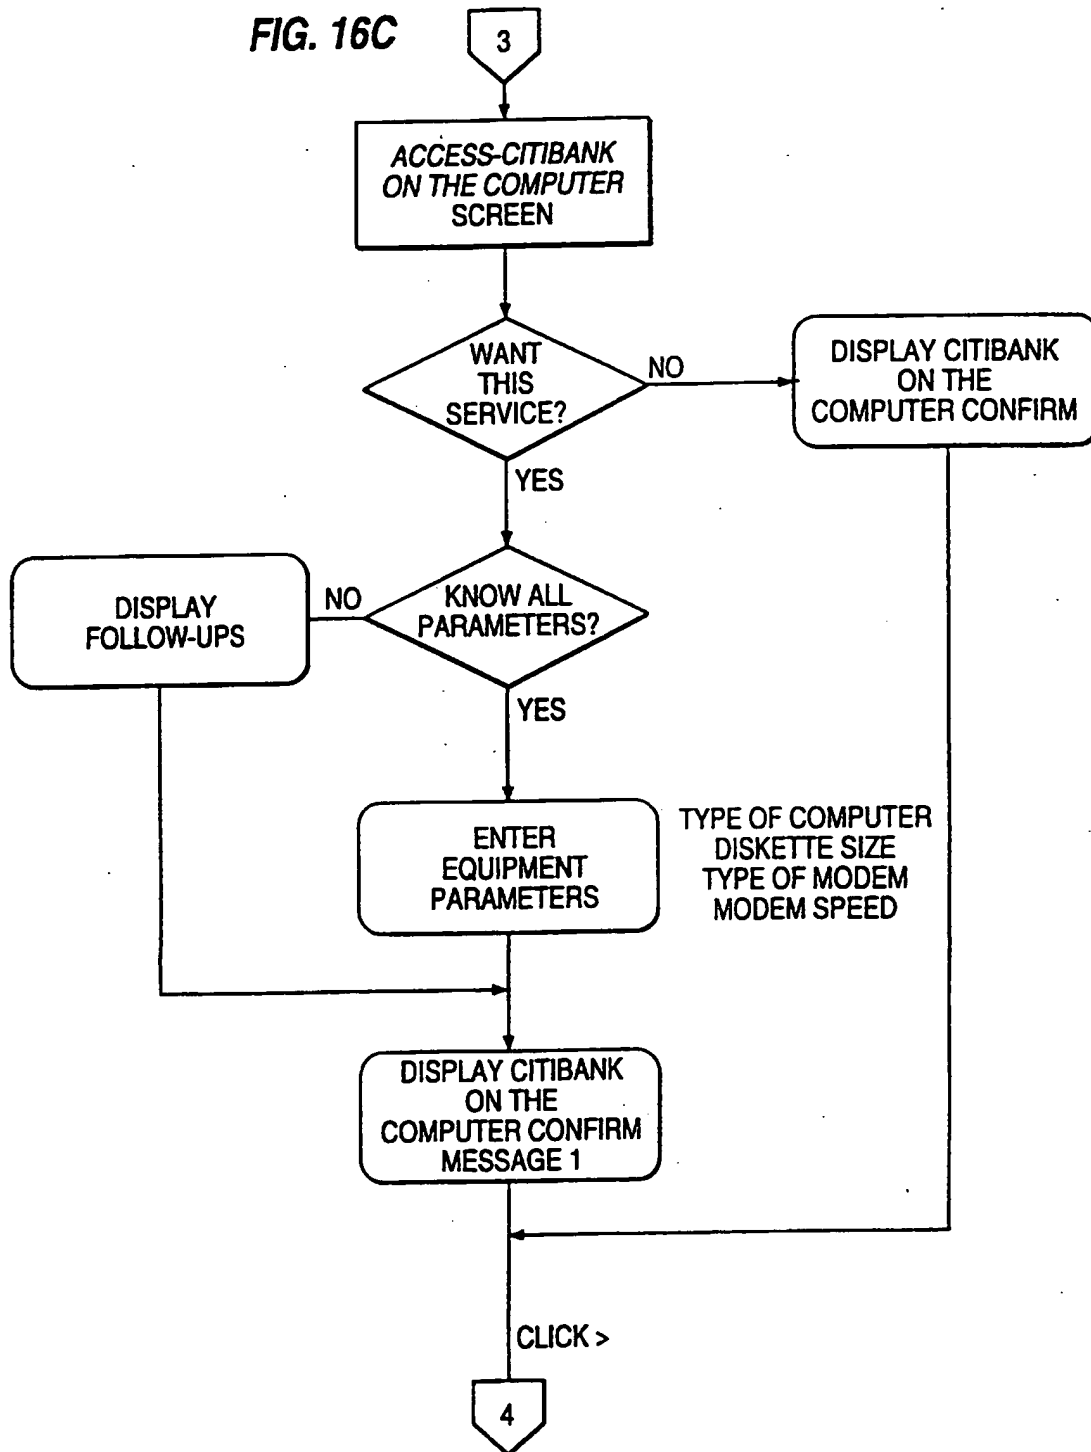 FIG. 16C
3
ACCESS-CITIBANK
ON THE COMPUTER
SCREEN
WANT
THIS
SERVICE?
NO
DISPLAY CITIBANK
ON THE
COMPUTER CONFIRM
YES
KNOW ALL
PARAMETERS?
NO
DISPLAY
FOLLOW-UPS
YES
ENTER
EQUIPMENT
PARAMETERS
TYPE OF COMPUTER
DISKETTE SIZE
TYPE OF MODEM
MODEM SPEED
DISPLAY CITIBANK
ON THE
COMPUTER CONFIRM
MESSAGE 1
CLICK >
4